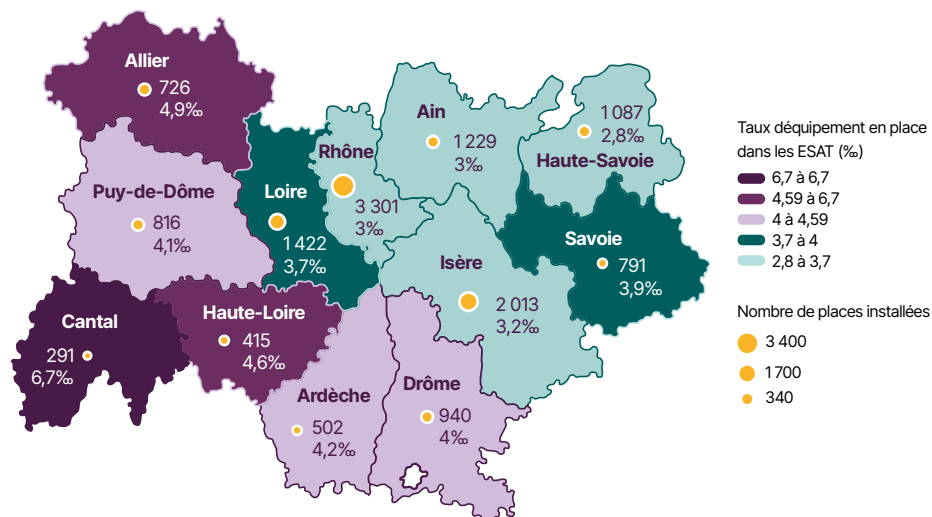 Allier
726
4,9‰
Puy-de-Dôme
816
4,1‰
Cantal
291
6,7‰
Haute-Loire
415
4,6‰
Loire
1 422
3,7‰
Rhône
3 301
3‰
Ain
1 229
3‰
1 087
2,8‰
Haute-Savoie
Savoie
791
3,9‰
Isère
2 013
3,2‰
Ardèche
502
4,2‰
Drôme
940
4‰
Taux déquipement en place
dans les ESAT (‰)
6,7 à 6,7
4,59 à 6,7
4 à 4,59
3,7 à 4
2,8 à 3,7
Nombre de places installées
3 400
1700
340